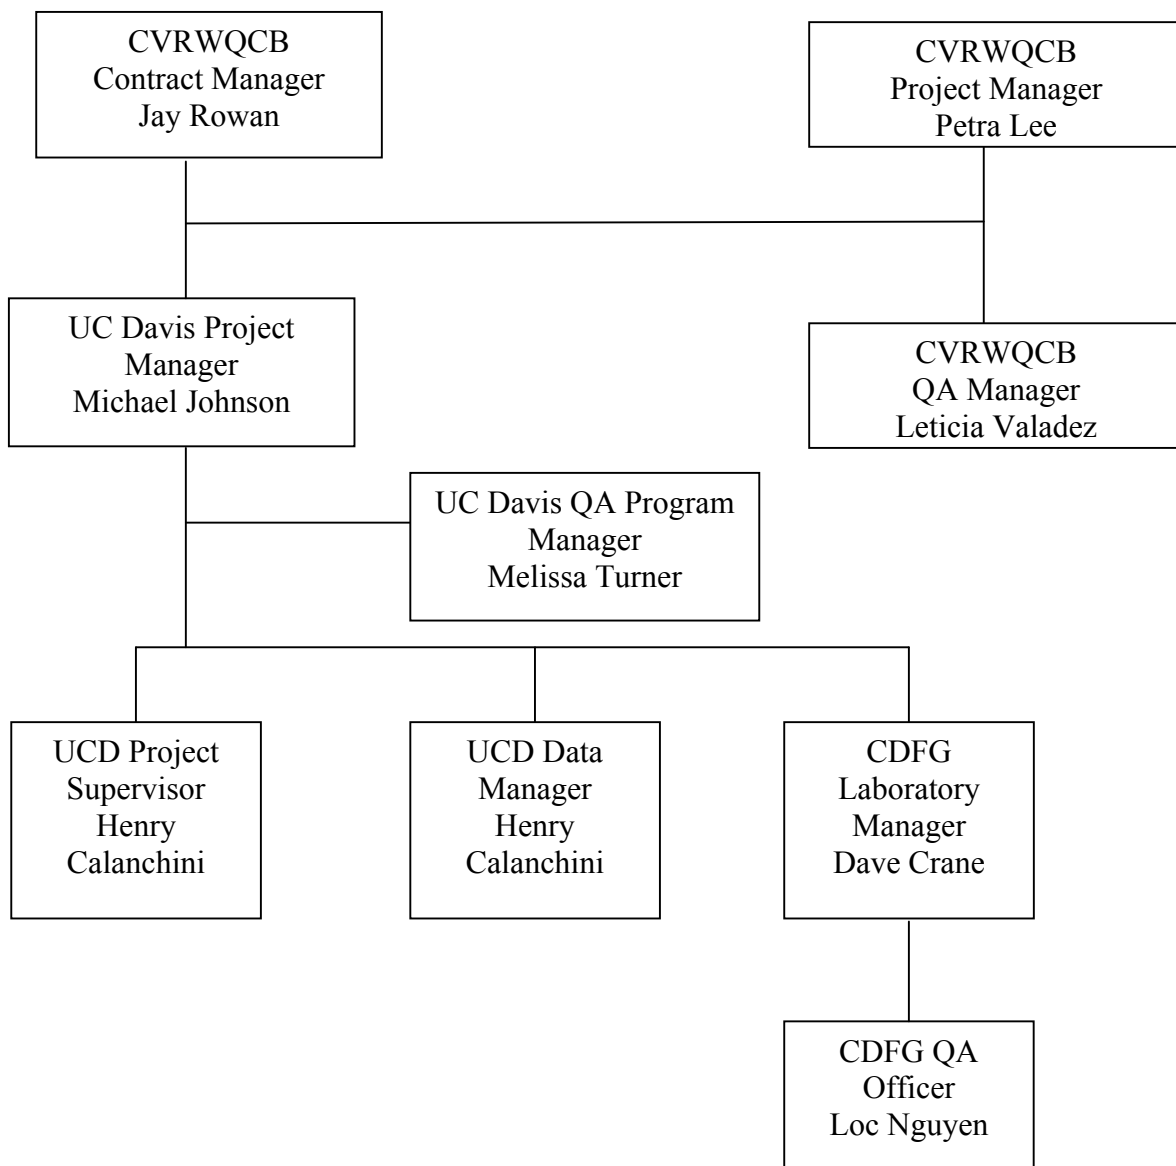 CVRWQCB
Contract Manager
Jay Rowan
CVRWQCB
Project Manager
Petra Lee
UC Davis Project
Manager
Michael Johnson
CVRWQCB
QA Manager
Leticia Valadez
UC Davis QA Program
Manager
Melissa Turner
UCD Project
Supervisor
Henry
Calanchini
UCD Data
Manager
Henry
Calanchini
CDFG
Laboratory
Manager
Dave Crane
CDFG QA
Officer
Loc Nguyen